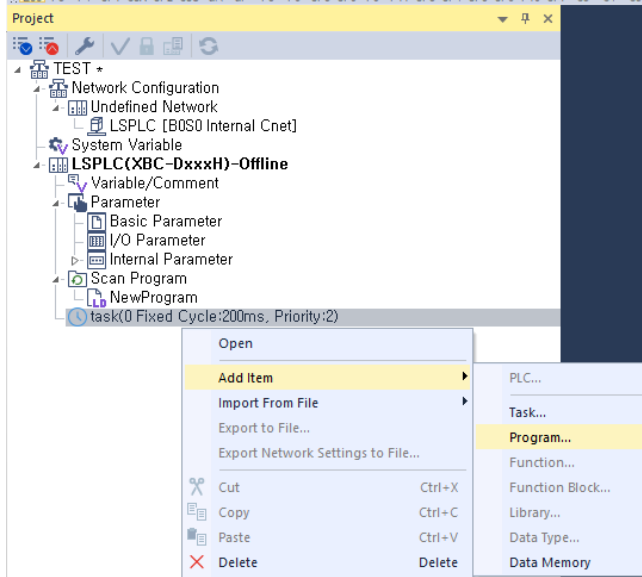 Project
TEST *
Network Configuration
Undefined Network
LSPLC [B0S0 Internal Cnet]
System Variable
LSPLC(XBC-DxxxH)-Offline
Variable/Comment
Parameter
Basic Parameter
I/O Parameter
Internal Parameter
Scan Program
NewProgram
task(0 Fixed Cycle:200ms, Priority:2)
Open
Add Item
Import From File
Export to File...
Export Network Settings to File...
Cut Ctrl+X
Copy Ctrl+C
Paste Ctrl+V
Delete Delete
PLC...
Task...
Program...
Function...
Function Block...
Library...
Data Type...
Data Memory